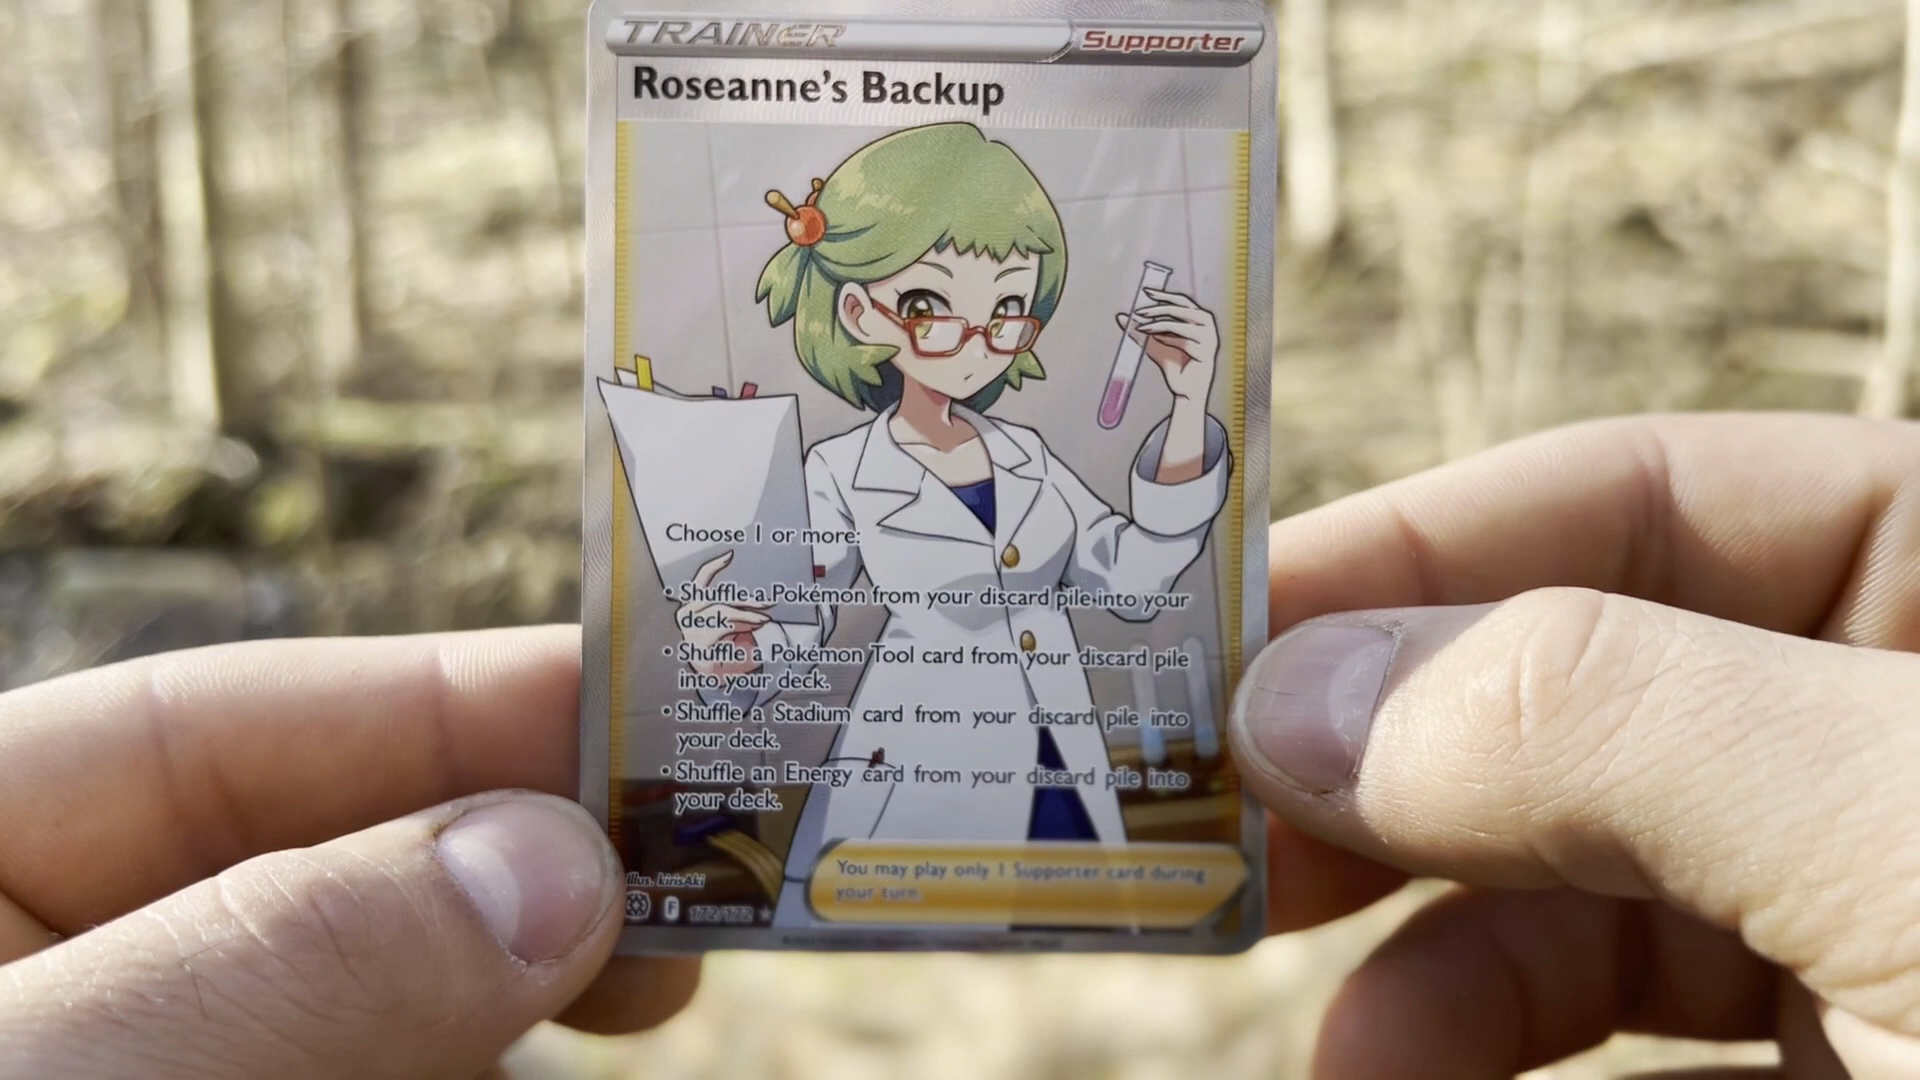 TRAINER Supporter
Roseanne's Backup
Choose 1 or more:
• Shuffle a Pokémon from your discard pile into your
deck.
• Shuffle a Pokémon Tool card from your discard pile
into your deck.
• Shuffle a Stadium card from your discard pile into
your deck.
• Shuffle an Energy card from your discard pile into
your deck.
You may play only 1 Supporter card during
your turn.
Illus. kirisAki
F 172/172